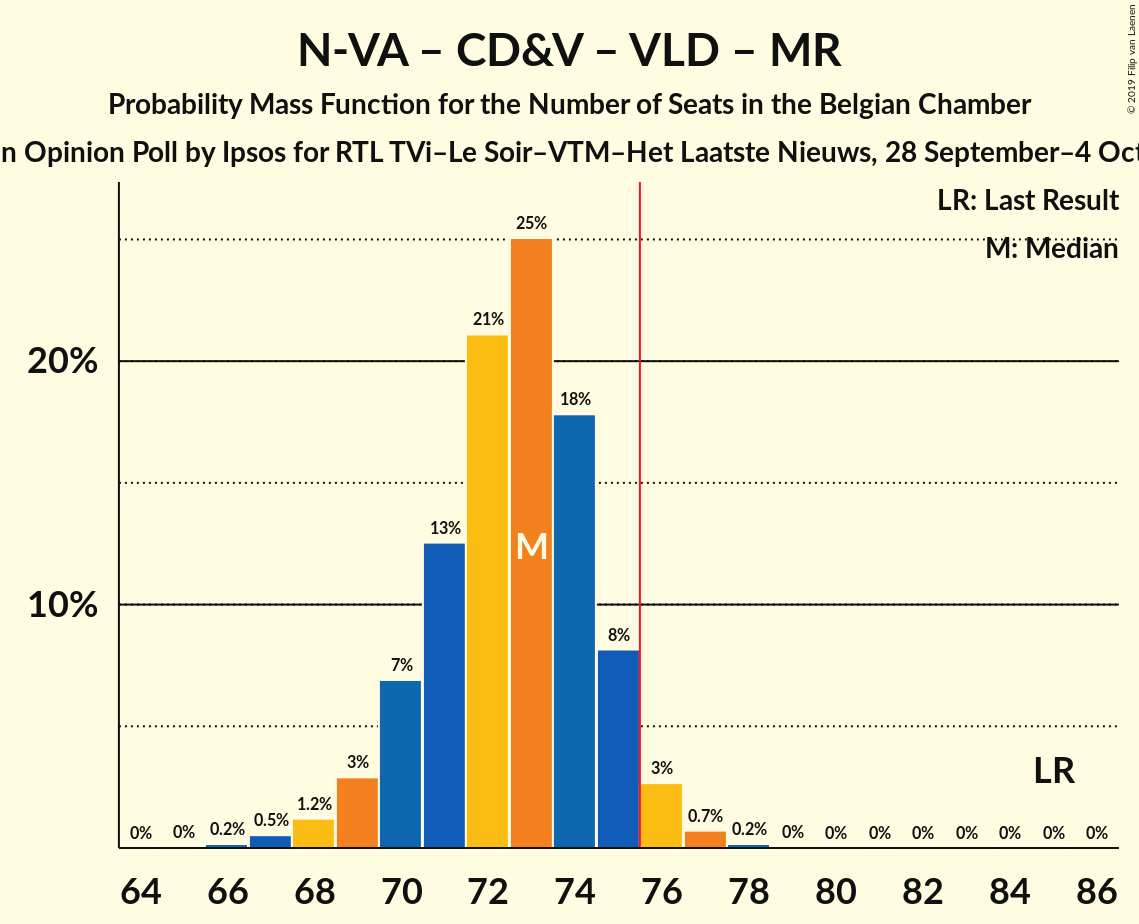 N-VA – CD&V – VLD – MR
Probability Mass Function for the Number of Seats in the Belgian Chamber
n Opinion Poll by Ipsos for RTL TVi–Le Soir–VTM–Het Laatste Nieuws, 28 September–4 Oct
© 2019 Filip van Laenen
LR: Last Result
M: Median
25%
21%
20%
18%
13%
M
10%
8%
7%
3%
3%
LR
1.2%
0.5%
0.7%
0% 0% 0.2% 0.2% 0% 0% 0% 0% 0% 0% 0% 0%
64 66 68 70 72 74 76 78 80 82 84 86